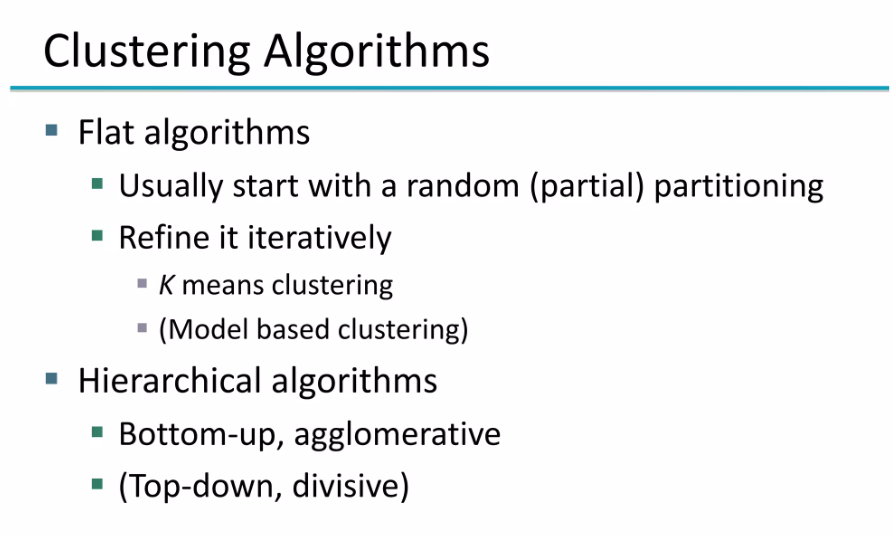 Clustering Algorithms
Flat algorithms
Usually start with a random (partial) partitioning
Refine it iteratively
K means clustering
(Model based clustering)
Hierarchical algorithms
Bottom-up, agglomerative
(Top-down, divisive)